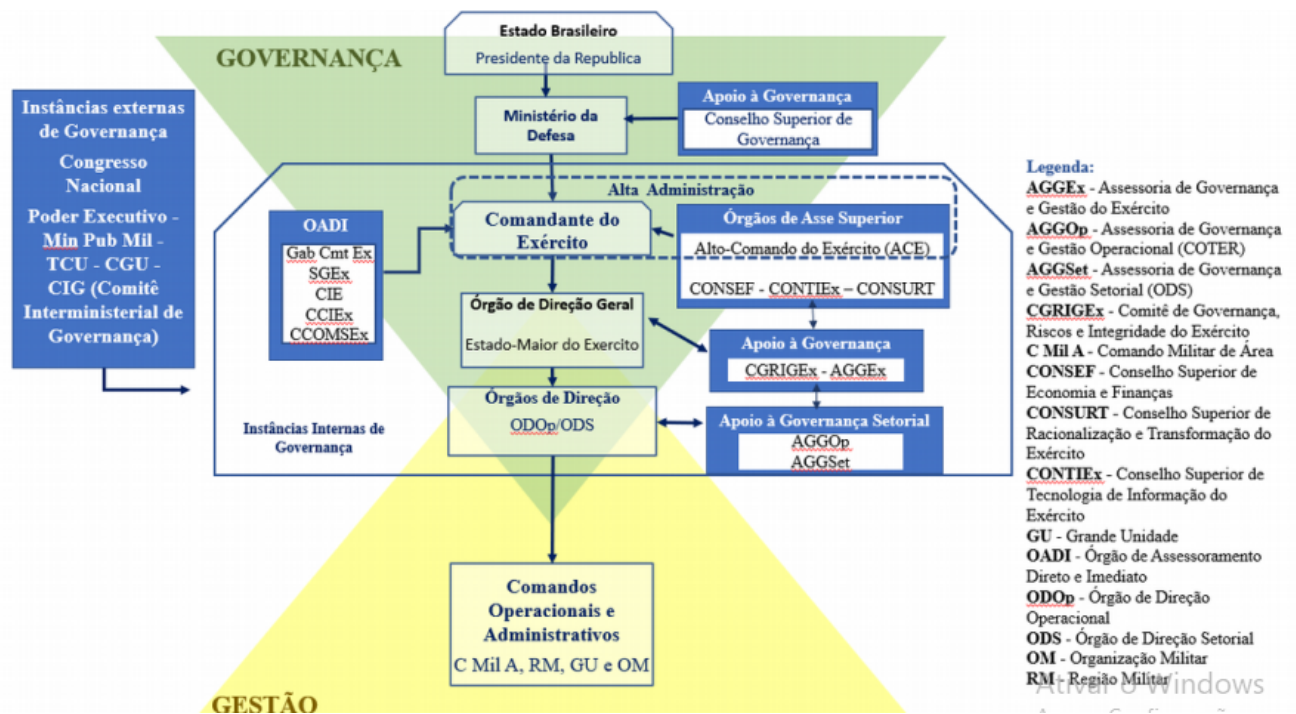 GOVERNANÇA
Estado Brasileiro
Presidente da Republica
Instâncias externas
de Governança
Congresso
Nacional
Poder Executivo -
Min Pub Mil -
TCU - CGU -
CIG (Comitê
Interministerial de
Governança)
Ministério da
Defesa
Apoio à Governança
Conselho Superior de
Governança
Alta Administração
OADI
Gab Cmt Ex
SGEx
CIE
CCIEx
CCOMSEx
Comandante do
Exército
Órgãos de Asse Superior
Alto-Comando do Exército (ACE)
CONSEF - CONTIEx – CONSURT
Órgão de Direção Geral
Estado-Maior do Exercito
Apoio à Governança
CGRIGEx - AGGEx
Órgãos de Direção
ODOp/ODS
Apoio à Governança Setorial
AGGOp
AGGSet
Instâncias Internas de
Governança
Comandos
Operacionais e
Administrativos
C Mil A, RM, GU e OM
GESTÃO
Legenda:
AGGEx - Assessoria de Governança
e Gestão do Exército
AGGOp - Assessoria de Governança
e Gestão Operacional (COTER)
AGGSet - Assessoria de Governança
e Gestão Setorial (ODS)
CGRIGEx - Comitê de Governança,
Riscos e Integridade do Exército
C Mil A - Comando Militar de Área
CONSEF - Conselho Superior de
Economia e Finanças
CONSURT - Conselho Superior de
Racionalização e Transformação do
Exército
CONTIEx - Conselho Superior de
Tecnologia de Informação do
Exército
GU - Grande Unidade
OADI - Órgão de Assessoramento
Direto e Imediato
ODOp - Órgão de Direção
Operacional
ODS - Órgão de Direção Setorial
OM - Organização Militar
RM - Região Militar
Ativar o Windows